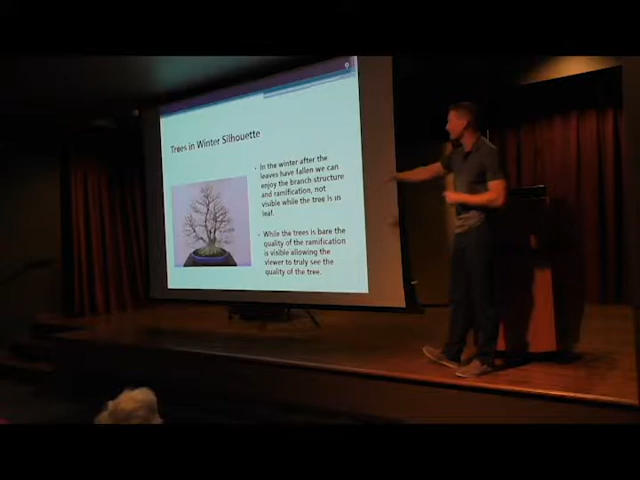 Trees in Winter Silhouette
In the winter after the
leaves have fallen we can
enjoy the branch structure
and ramification, not
visible while the tree is in
leaf.
While the trees is bare the
quality of the ramification
is visible allowing the
viewer to truly see the
quality of the tree.